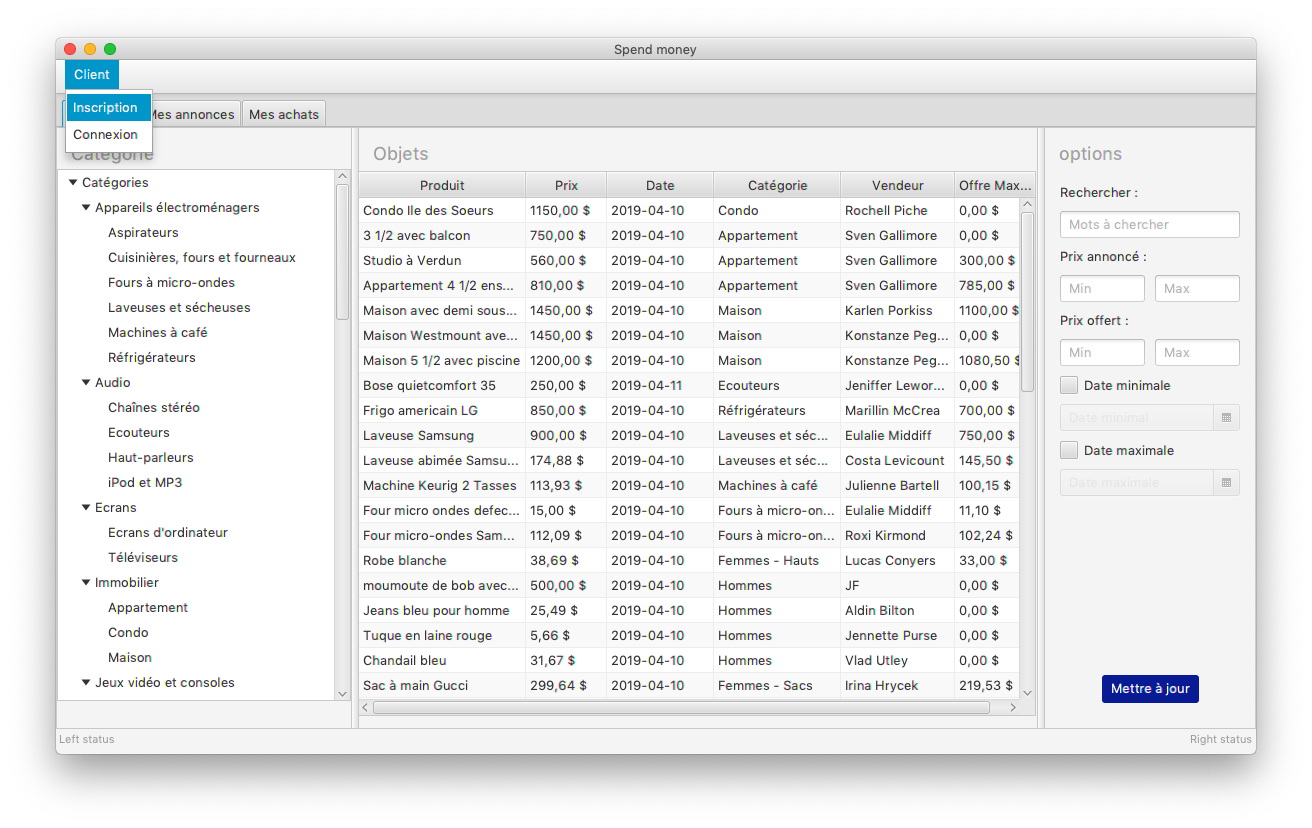 Spend money
Client
Inscription
Connexion
Mes annonces
Mes achats
Catégorie
Catégories
Appareils électroménagers
Aspirateurs
Cuisinières, fours et fourneaux
Fours à micro-ondes
Laveuses et sécheuses
Machines à café
Réfrigérateurs
Audio
Chaînes stéréo
Ecouteurs
Haut-parleurs
iPod et MP3
Ecrans
Ecrans d'ordinateur
Téléviseurs
Immobilier
Appartement
Condo
Maison
Jeux vidéo et consoles
Objets
Produit Prix Date Catégorie Vendeur Offre Max...
Condo Ile des Soeurs 1150,00 $ 2019-04-10 Condo Rochell Piche 0,00 $
3 1/2 avec balcon 750,00 $ 2019-04-10 Appartement Sven Gallimore 0,00 $
Studio à Verdun 560,00 $ 2019-04-10 Appartement Sven Gallimore 300,00 $
Appartement 4 1/2 ens... 810,00 $ 2019-04-10 Appartement Sven Gallimore 785,00 $
Maison avec demi sous... 1450,00 $ 2019-04-10 Maison Karlen Porkiss 1100,00 $
Maison Westmount ave... 1450,00 $ 2019-04-10 Maison Konstanze Peg... 0,00 $
Maison 5 1/2 avec piscine 1200,00 $ 2019-04-10 Maison Konstanze Peg... 1080,50 $
Bose quietcomfort 35 250,00 $ 2019-04-11 Ecouteurs Jeniffer Lewor... 0,00 $
Frigo americain LG 850,00 $ 2019-04-10 Réfrigérateurs Marillin McCrea 700,00 $
Laveuse Samsung 900,00 $ 2019-04-10 Laveuses et séc... Eulalie Middiff 750,00 $
Laveuse abimée Samsu... 174,88 $ 2019-04-10 Laveuses et séc... Costa Levicount 145,50 $
Machine Keurig 2 Tasses 113,93 $ 2019-04-10 Machines à café Julienne Bartell 100,15 $
Four micro ondes defec... 15,00 $ 2019-04-10 Fours à micro-on... Eulalie Middiff 11,10 $
Four micro-ondes Sam... 112,09 $ 2019-04-10 Fours à micro-on... Roxi Kirmond 102,24 $
Robe blanche 38,69 $ 2019-04-10 Femmes - Hauts Lucas Conyers 33,00 $
moumoute de bob avec... 500,00 $ 2019-04-10 Hommes JF 0,00 $
Jeans bleu pour homme 25,49 $ 2019-04-10 Hommes Aldin Bilton 0,00 $
Tuque en laine rouge 5,66 $ 2019-04-10 Hommes Jennette Purse 0,00 $
Chandail bleu 31,67 $ 2019-04-10 Hommes Vlad Utley 0,00 $
Sac à main Gucci 299,64 $ 2019-04-10 Femmes - Sacs Irina Hrycek 219,53 $
options
Rechercher :
Mots à chercher
Prix annoncé :
Min Max
Prix offert :
Min Max
Date minimale
Date minimal
Date maximale
Date maximale
Mettre à jour
Left status
Right status